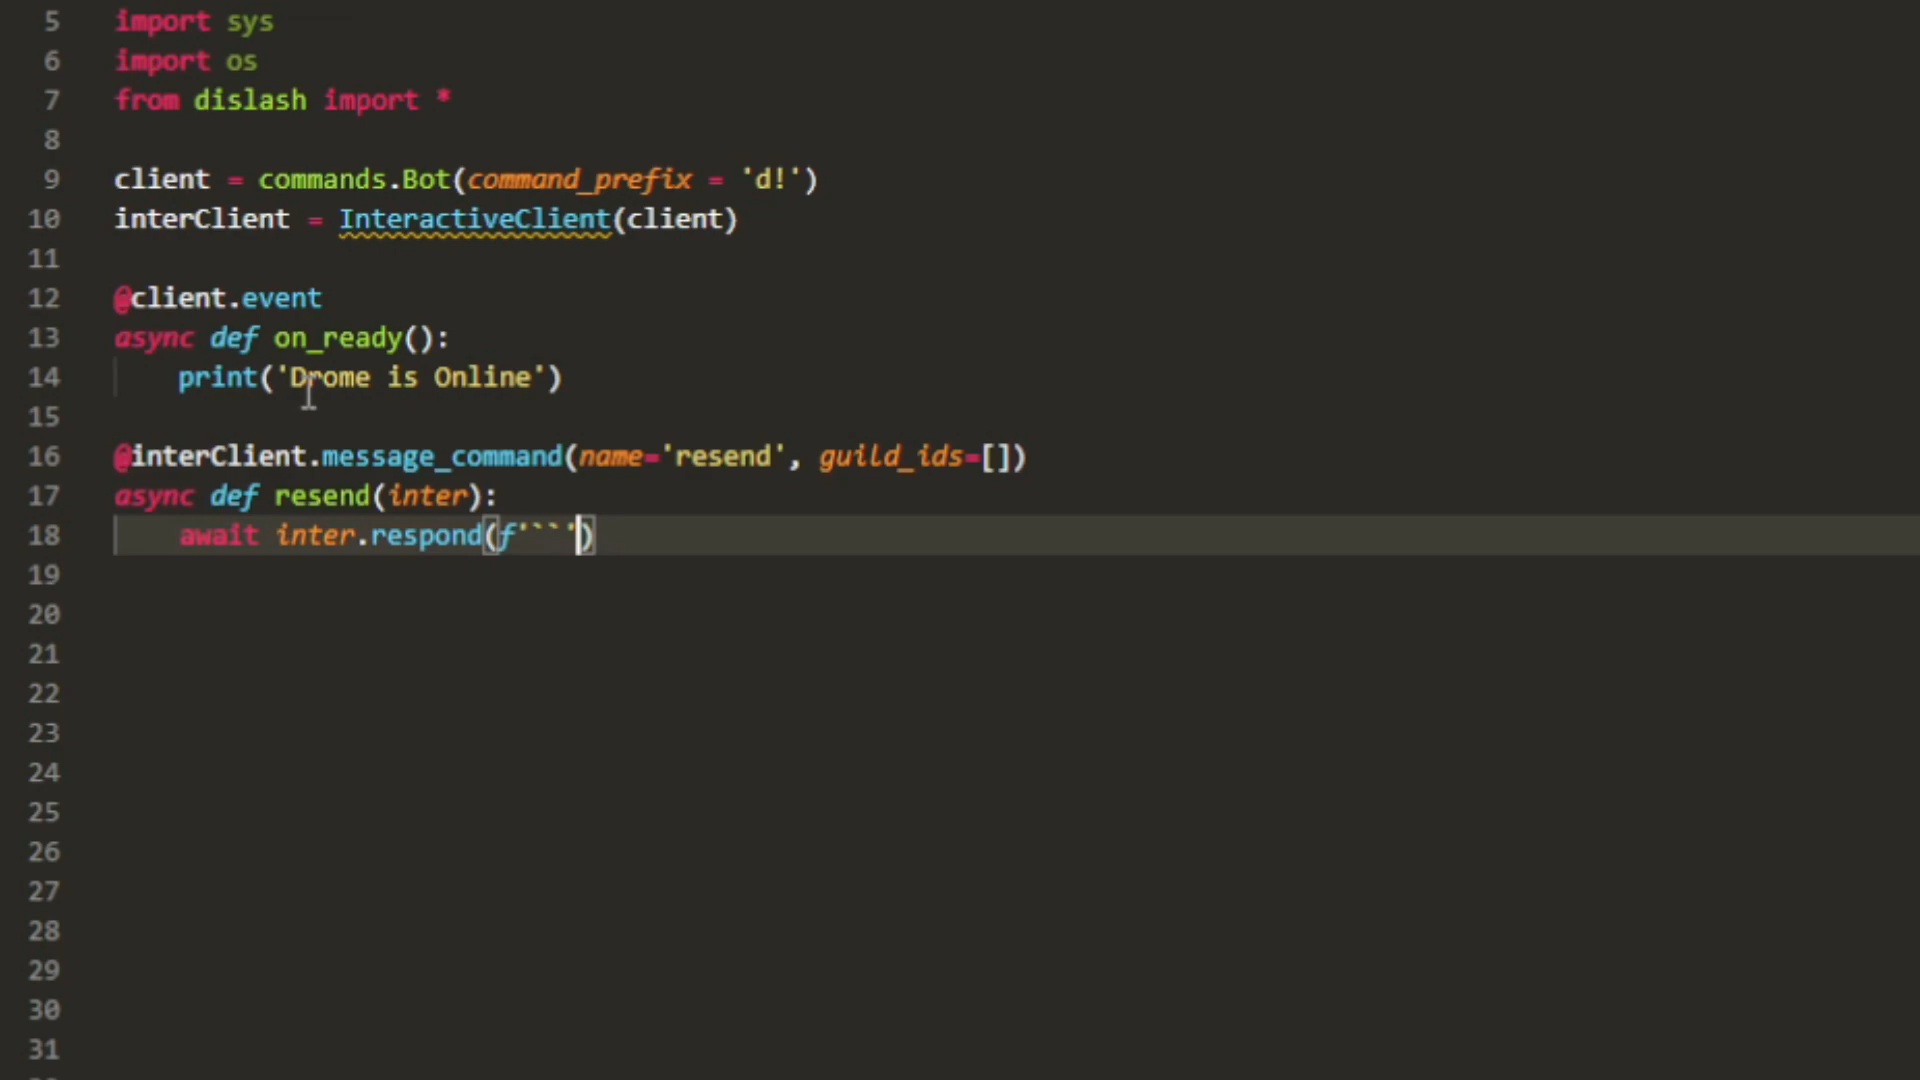 5 import sys
6 import os
7 from dislash import *
8
9 client = commands.Bot(command_prefix = 'd!')
10 interClient = InteractiveClient(client)
11
12 @client.event
13 async def on_ready():
14 print('Drome is Online')
15
16 @interClient.message_command(name='resend', guild_ids=[])
17 async def resend(inter):
18 await inter.respond(f'```')
19
20
21
22
23
24
25
26
27
28
29
30
31